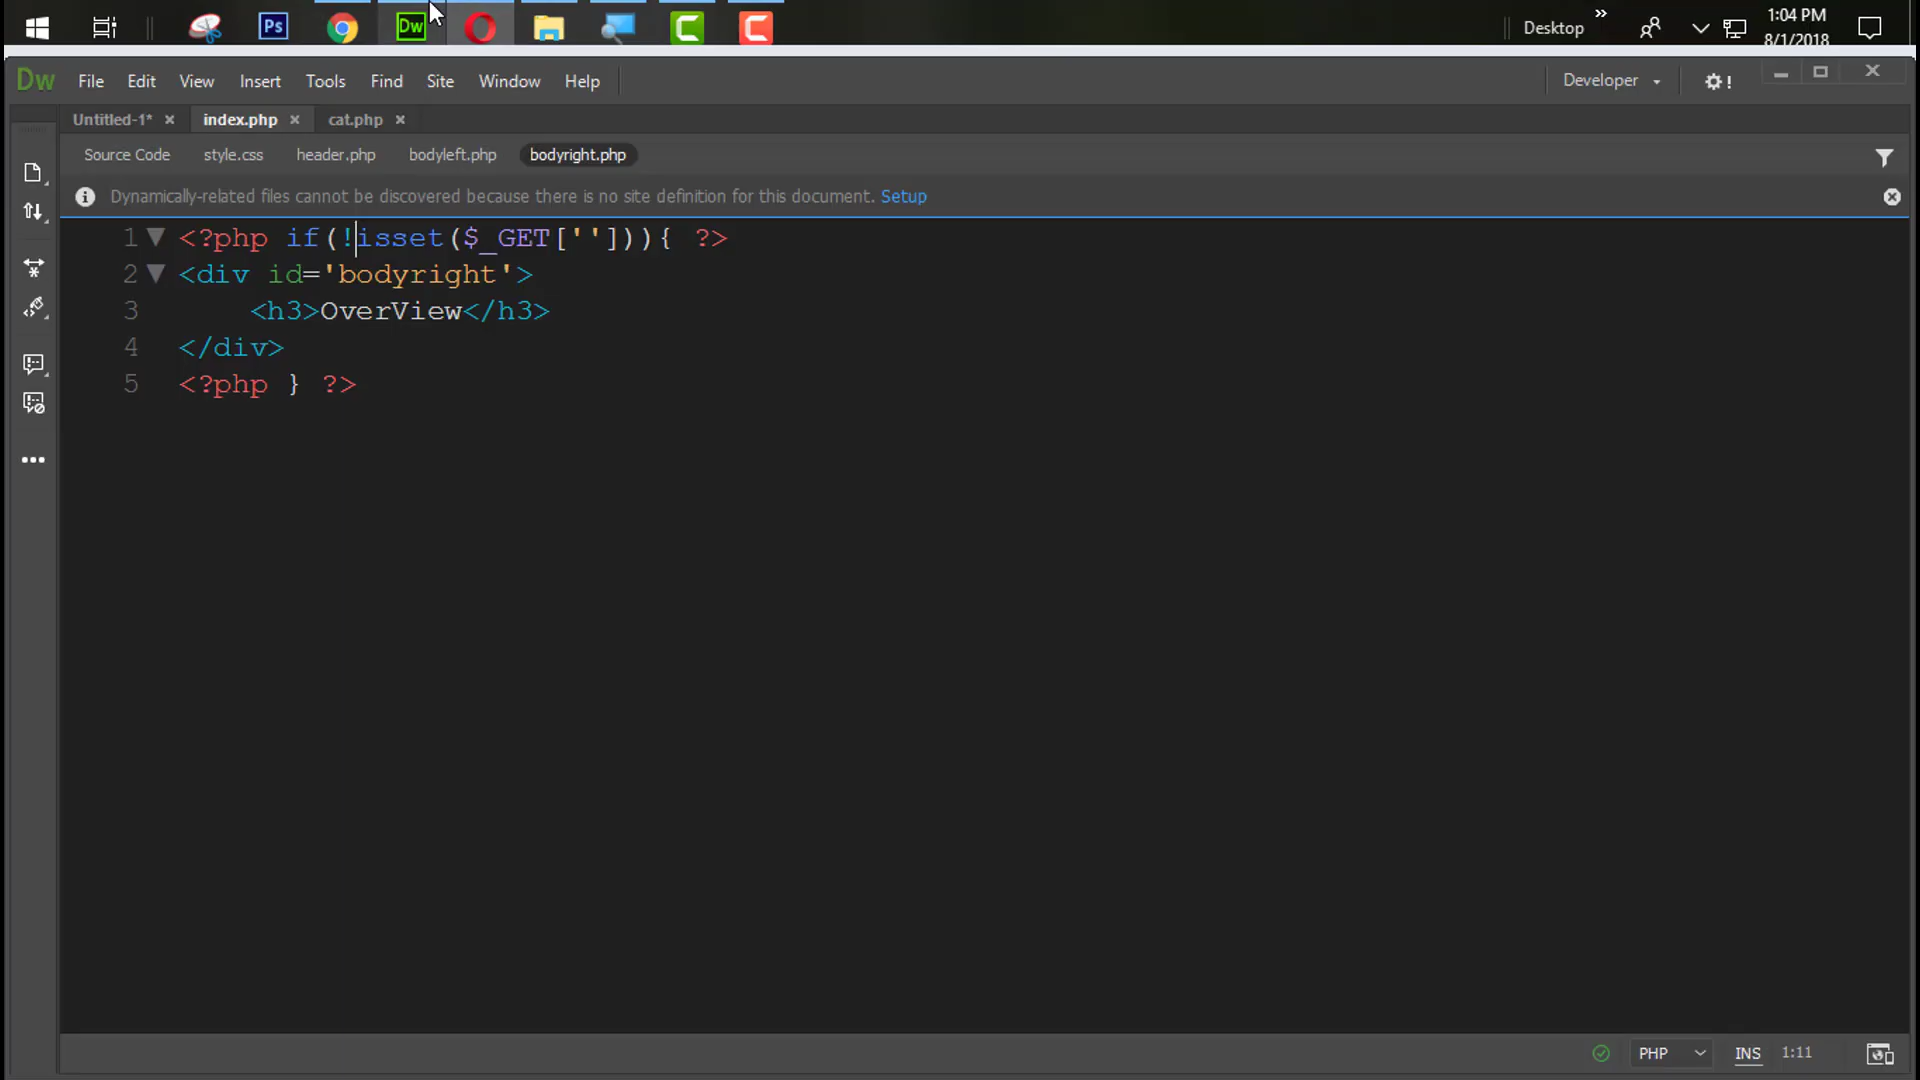 Ps
Dw
Desktop
»
1:04 PM
8/1/2018
Dw File Edit View Insert Tools Find Site Window Help
Developer
!
Untitled-1* × index.php × cat.php ×
Source Code style.css header.php bodyleft.php bodyright.php
Dynamically-related files cannot be discovered because there is no site definition for this document. Setup
1 <?php if(!isset($_GET[''])){ ?>
2 <div id='bodyright'>
3 <h3>OverView</h3>
4 </div>
5 <?php } ?>
PHP INS 1:11